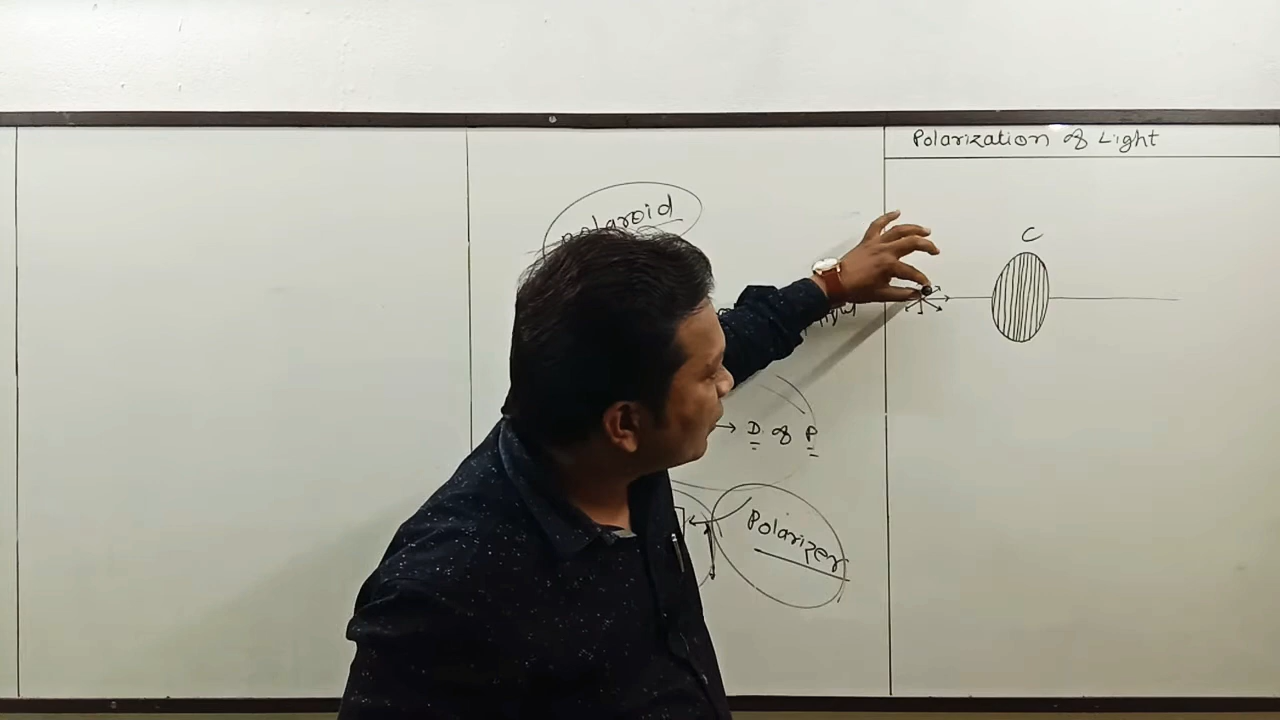 Polarization of Light
Polaroid
C
D. of P
Polarizer